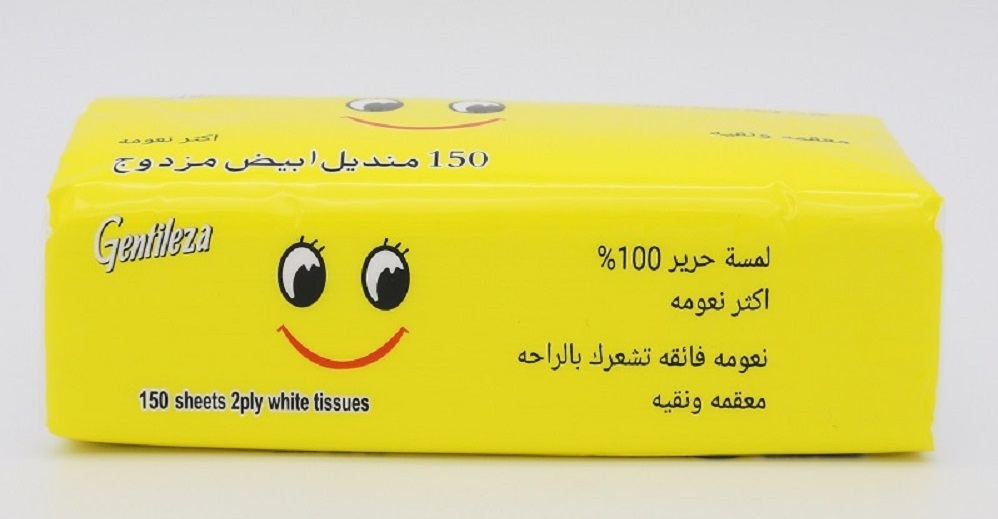 اكثر نعومه
معقمه ونقيه
150 منديل ابيض مزدوج
Gentileza
لمسة حرير 100%
اكثر نعومه
نعومه فائقه تشعرك بالراحه
معقمه ونقيه
150 sheets 2ply white tissues